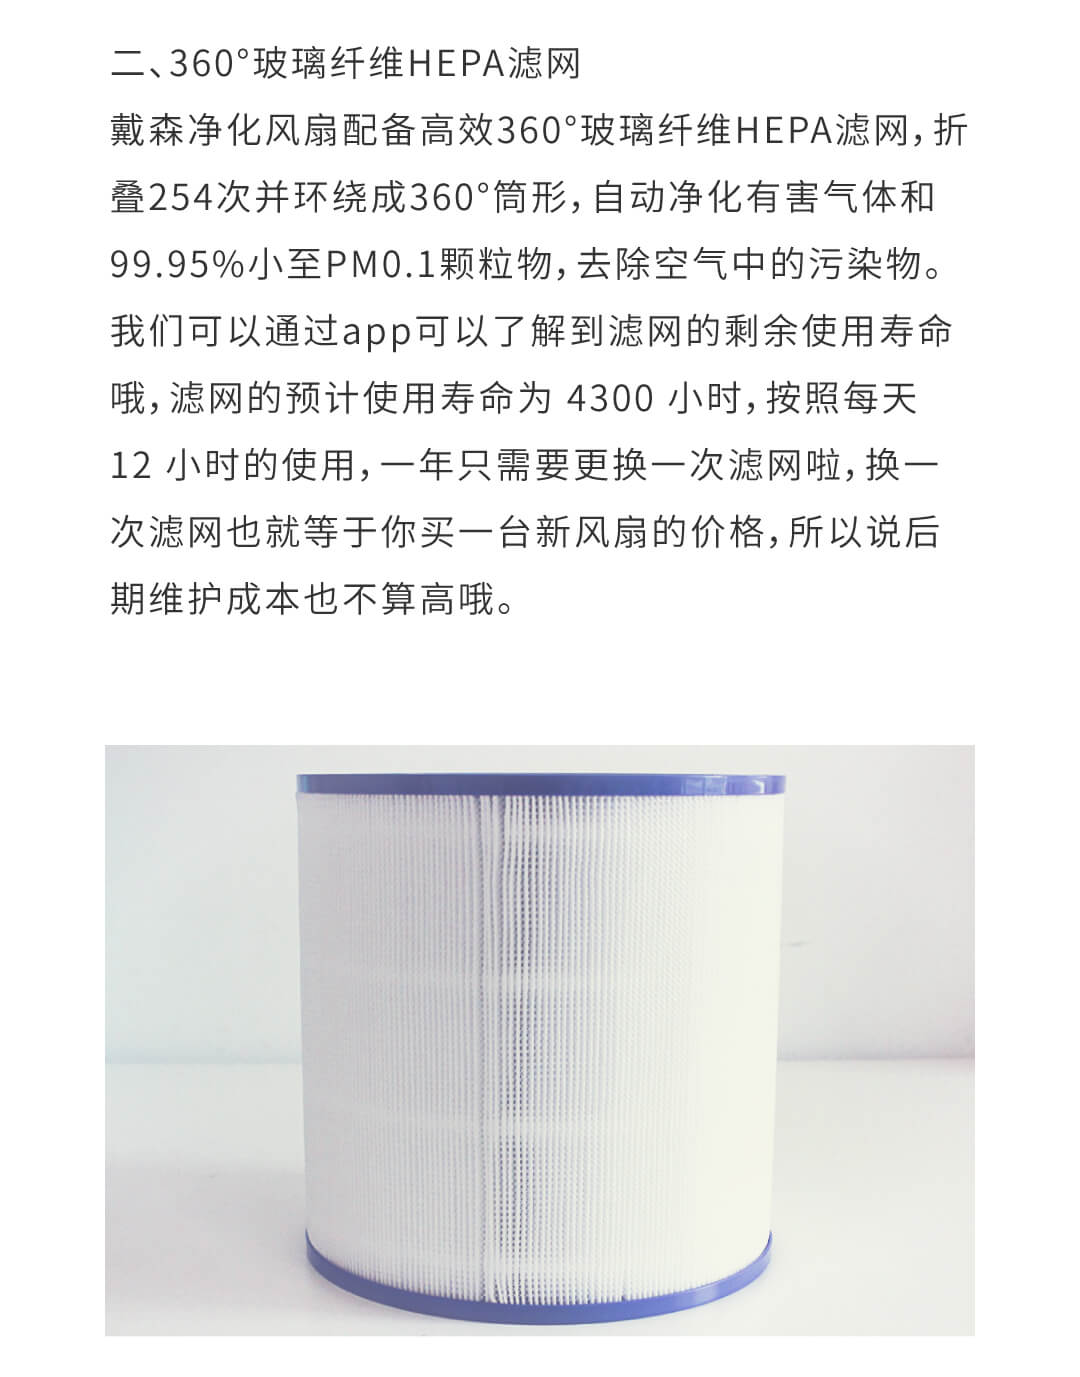 二、360°玻璃纤维HEPA滤网
戴森净化风扇配备高效360°玻璃纤维HEPA滤网，折
叠254次并环绕成360°筒形，自动净化有害气体和
99.95%小至PM0.1颗粒物，去除空气中的污染物。
我们可以通过app可以了解到滤网的剩余使用寿命
哦，滤网的预计使用寿命为 4300 小时，按照每天
12 小时的使用，一年只需要更换一次滤网啦，换一
次滤网也就等于你买一台新风扇的价格，所以说后
期维护成本也不算高哦。